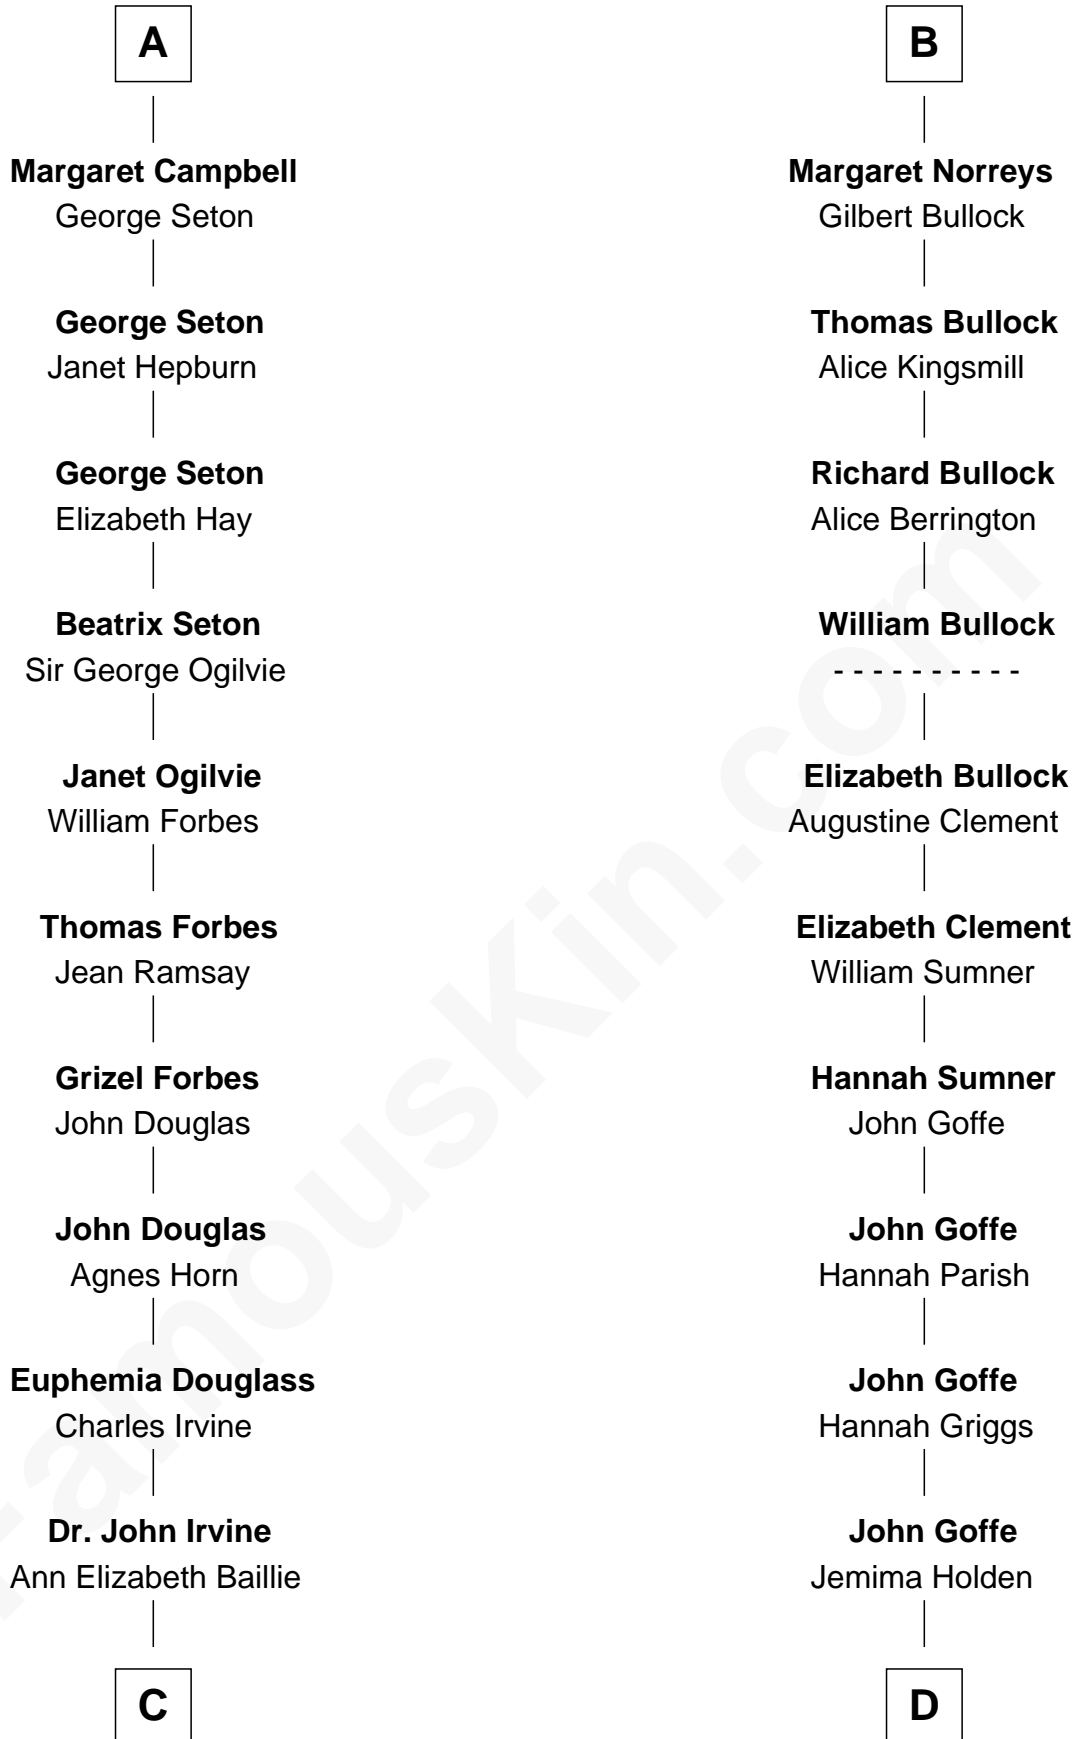 A
Margaret Campbell
George Seton
George Seton
Janet Hepburn
George Seton
Elizabeth Hay
Beatrix Seton
Sir George Ogilvie
Janet Ogilvie
William Forbes
Thomas Forbes
Jean Ramsay
Grizel Forbes
John Douglas
John Douglas
Agnes Horn
Euphemia Douglass
Charles Irvine
Dr. John Irvine
Ann Elizabeth Baillie
C
B
Margaret Norreys
Gilbert Bullock
Thomas Bullock
Alice Kingsmill
Richard Bullock
Alice Berrington
William Bullock
- - - - - - - - - -
Elizabeth Bullock
Augustine Clement
Elizabeth Clement
William Sumner
Hannah Sumner
John Goffe
John Goffe
Hannah Parish
John Goffe
Hannah Griggs
John Goffe
Jemima Holden
D
FamousKin.com